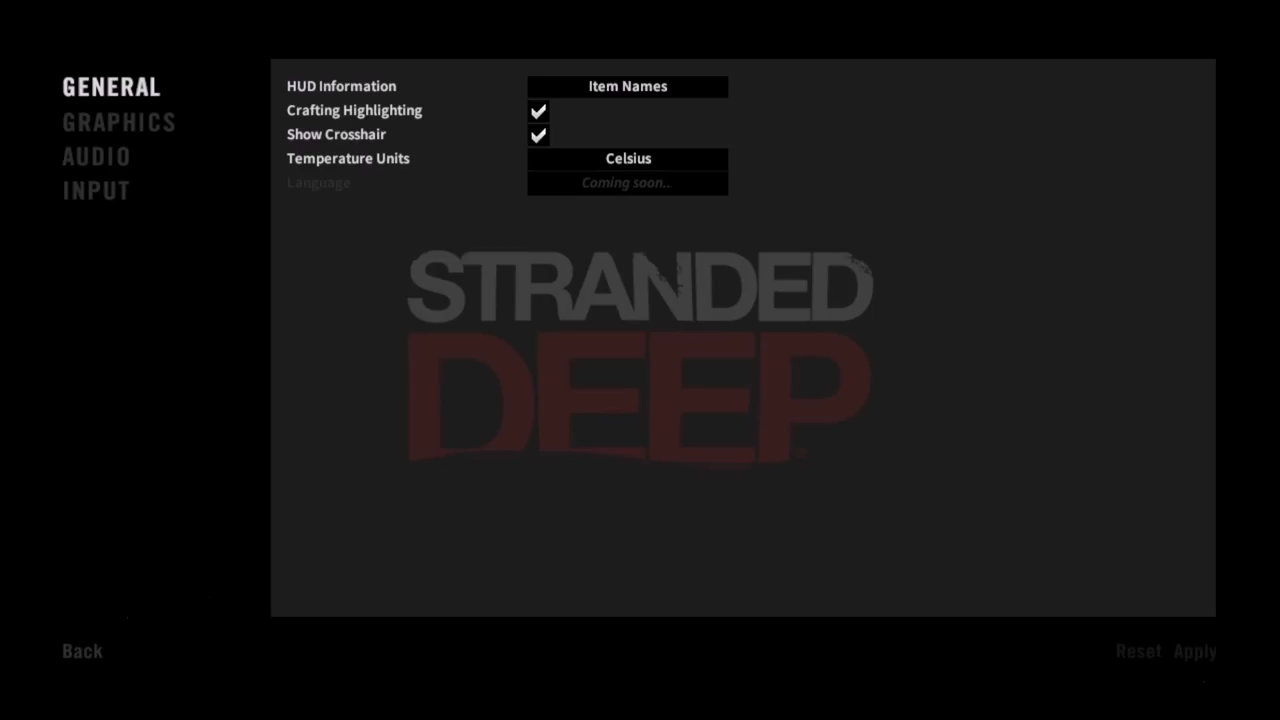 GENERAL
GRAPHICS
AUDIO
INPUT
HUD Information Item Names
Crafting Highlighting
Show Crosshair
Temperature Units Celsius
Language Coming soon..
STRANDED
DEEP
Back
Reset Apply